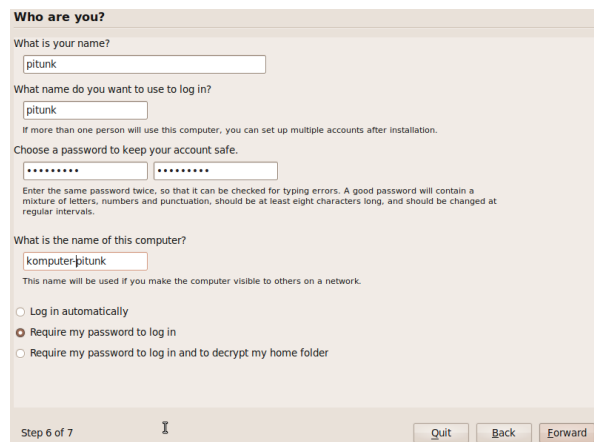 Who are you?
What is your name?
pitunk
What name do you want to use to log in?
pitunk
If more than one person will use this computer, you can set up multiple accounts after installation.
Choose a password to keep your account safe.
••••••••• •••••••••
Enter the same password twice, so that it can be checked for typing errors. A good password will contain a
mixture of letters, numbers and punctuation, should be at least eight characters long, and should be changed at
regular intervals.
What is the name of this computer?
komputer-pitunk
This name will be used if you make the computer visible to others on a network.
Log in automatically
Require my password to log in
Require my password to log in and to decrypt my home folder
Step 6 of 7 Quit Back Forward